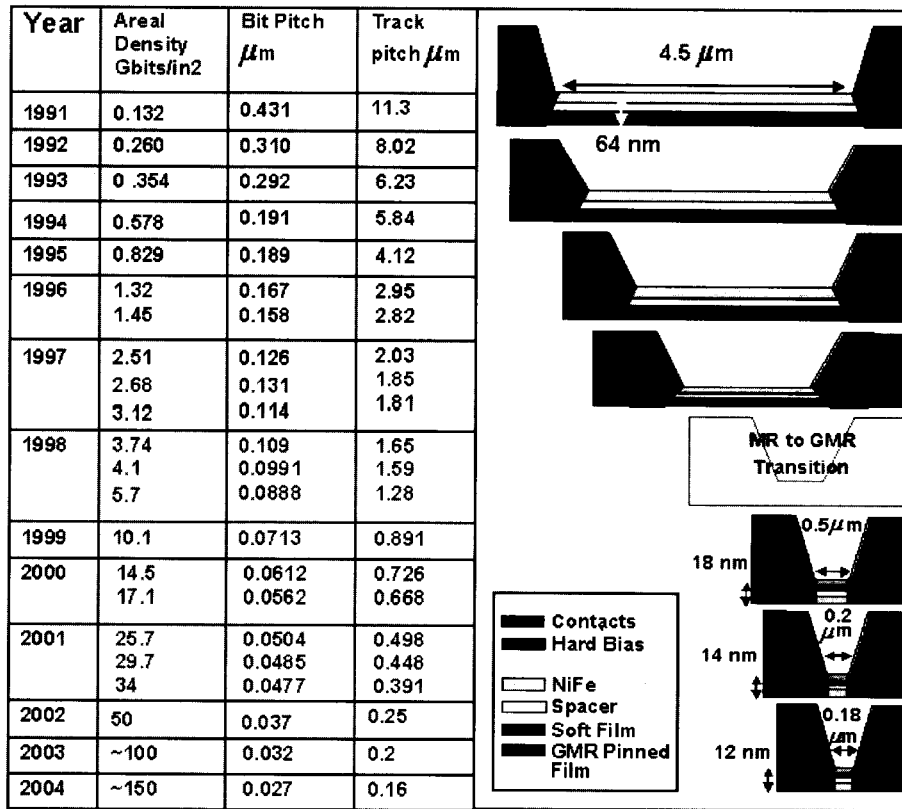 Year Areal Density Gbits/in2 Bit Pitch μm Track pitch μm
1991 0.132 0.431 11.3
1992 0.260 0.310 8.02
1993 0 .354 0.292 6.23
1994 0.578 0.191 5.84
1995 0.829 0.189 4.12
1996 1.32 0.167 2.95
1.45 0.158 2.82
1997 2.51 0.126 2.03
2.68 0.131 1.85
3.12 0.114 1.81
1998 3.74 0.109 1.65
4.1 0.0991 1.59
5.7 0.0888 1.28
1999 10.1 0.0713 0.891
2000 14.5 0.0612 0.726
17.1 0.0562 0.668
2001 25.7 0.0504 0.498
29.7 0.0485 0.448
34 0.0477 0.391
2002 50 0.037 0.25
2003 ~100 0.032 0.2
2004 ~150 0.027 0.16
4.5 μm
64 nm
MR to GMR
Transition
0.5μm
18 nm
0.2
μm
14 nm
0.18
μm
12 nm
Contacts
Hard Bias
NiFe
Spacer
Soft Film
GMR Pinned
Film